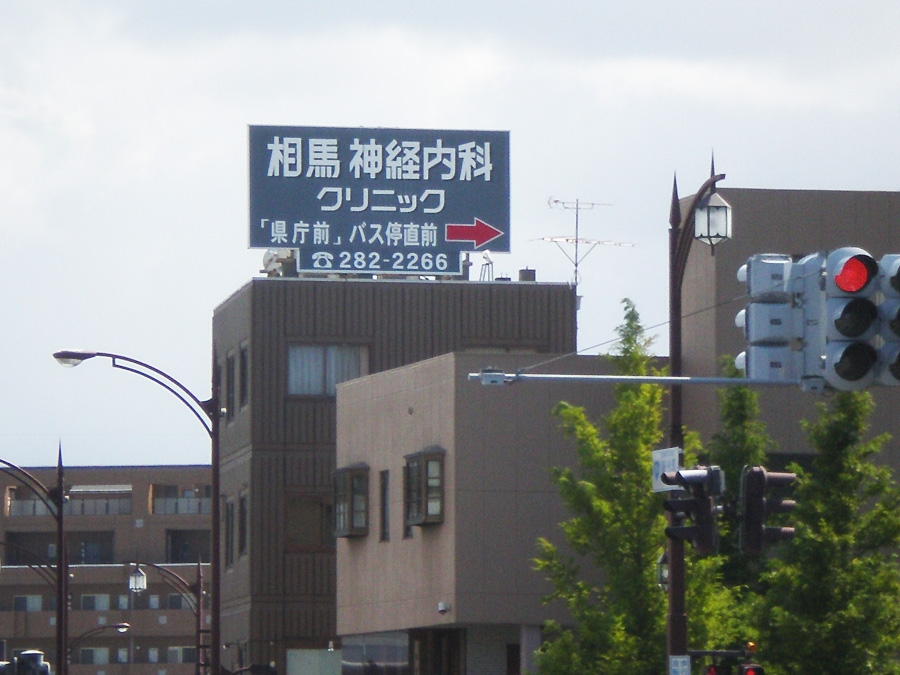 相馬 神経内科
クリニック
「県庁前」バス停直前
☎282-2266